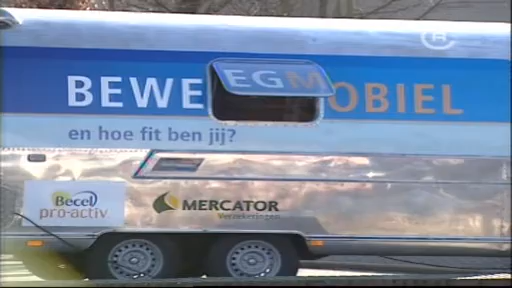 BEWEEGMOBIEL
en hoe fit ben jij?
Becel
pro·activ
MERCATOR
Verzekeringen